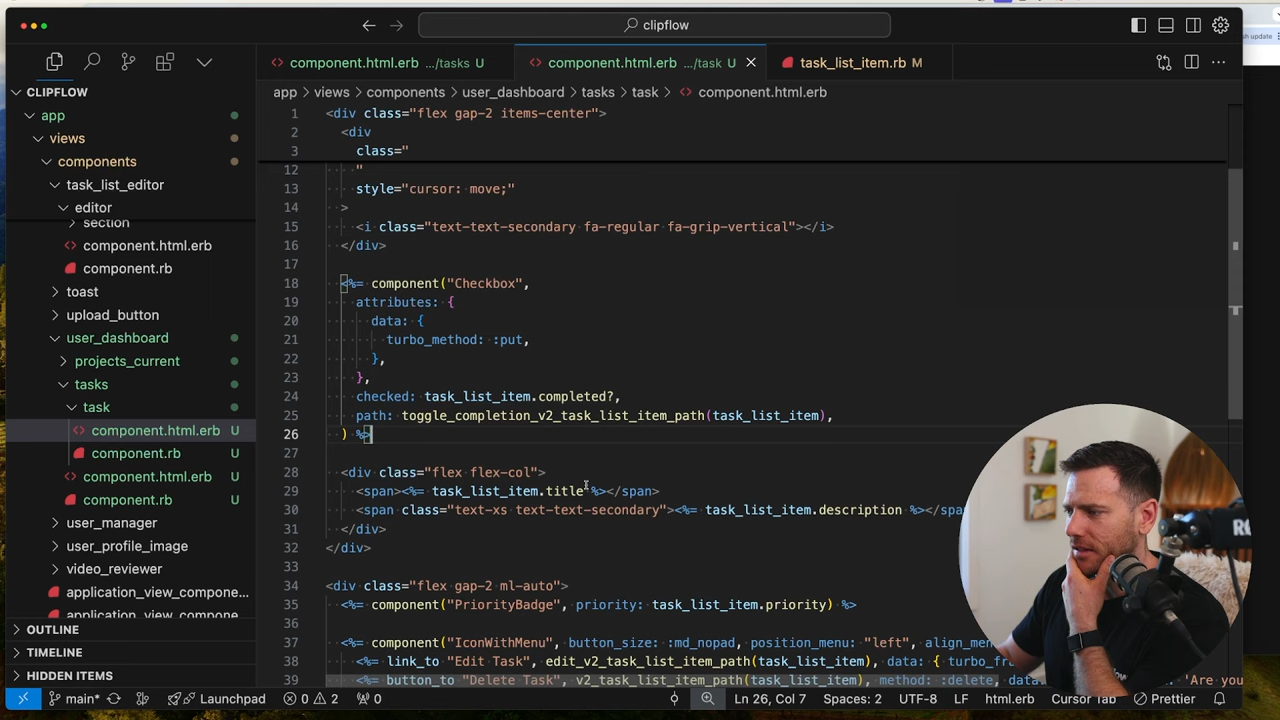 clipflow
sh update
component.html.erb .../tasks U
component.html.erb .../task U
task_list_item.rb M
CLIPFLOW
app > views > components > user_dashboard > tasks > task > component.html.erb
app
views
components
task_list_editor
editor
section
component.html.erb
component.rb
toast
upload_button
user_dashboard
projects_current
tasks
task
component.html.erb U
component.rb U
component.html.erb U
component.rb U
user_manager
user_profile_image
video_reviewer
application_view_compone...
application_view_compone...
OUTLINE
TIMELINE
HIDDEN ITEMS
1 <div class="flex gap-2 items-center">
2 <div
3 class="
12 "
13 style="cursor: move;"
14 >
15 <i class="text-text-secondary fa-regular fa-grip-vertical"></i>
16 </div>
17
18 <%= component("Checkbox",
19 attributes: {
20 data: {
21 turbo_method: :put,
22 },
23 },
24 checked: task_list_item.completed?,
25 path: toggle_completion_v2_task_list_item_path(task_list_item),
26 ) %>
27
28 <div class="flex flex-col">
29 <span><%= task_list_item.title %></span>
30 <span class="text-xs text-text-secondary"><%= task_list_item.description %></spa
31 </div>
32 </div>
33
34 <div class="flex gap-2 ml-auto">
35 <%= component("PriorityBadge", priority: task_list_item.priority) %>
36
37 <%= component("IconWithMenu", button_size: :md_nopad, position_menu: "left", align_me
38 <%= link_to "Edit Task", edit_v2_task_list_item_path(task_list_item), data: { turbo_fr
39 <%= button_to "Delete Task", v2_task_list_item_path(task_list_item), method: :delete, data: 'Are you
main* Launchpad 0 2 0 Ln 26, Col 7 Spaces: 2 UTF-8 LF html.erb Cursor Tab Prettier